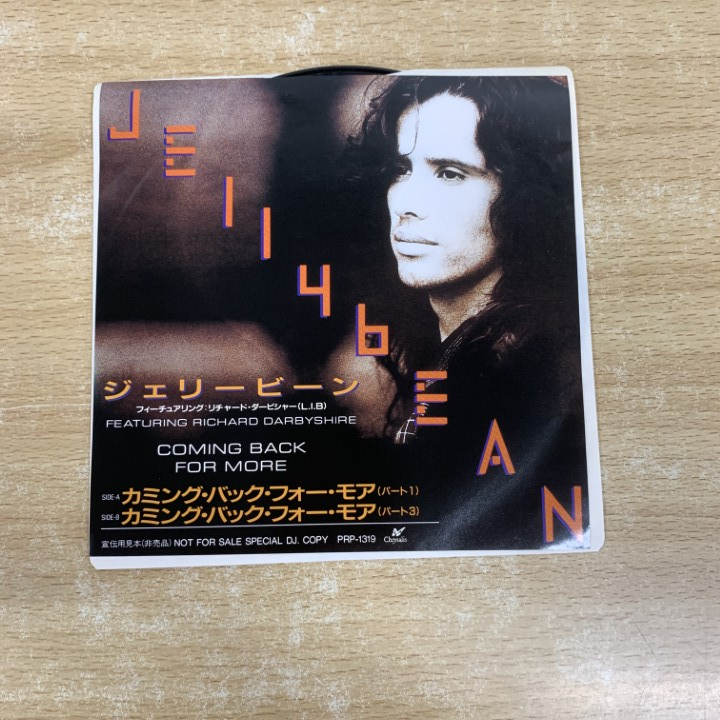 JEllybEAN
ジェリービーン
フィーチュアリング:リチャード・ダービシャー(L.I.B)
FEATURING RICHARD DARBYSHIRE
COMING BACK
FOR MORE
SIDE-A カミング・バック・フォー・モア(パート1)
SIDE-B カミング・バック・フォー・モア(パート3)
宣伝用見本(非売品) NOT FOR SALE SPECIAL DJ. COPY PRP-1319 Chrysalis